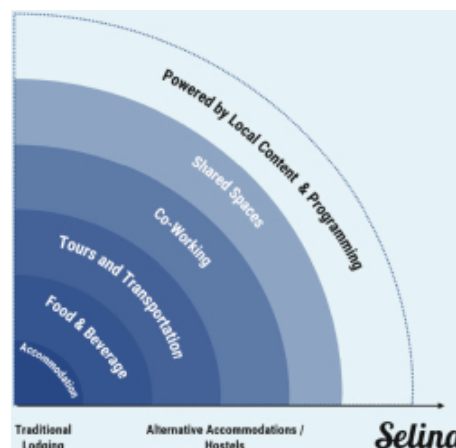 Powered by Local Content & Programming
Shared Spaces
Co-Working
Tours and Transportation
Food & Beverage
Accommodation
Traditional
Lodging
Alternative Accommodations /
Hostels
Selina